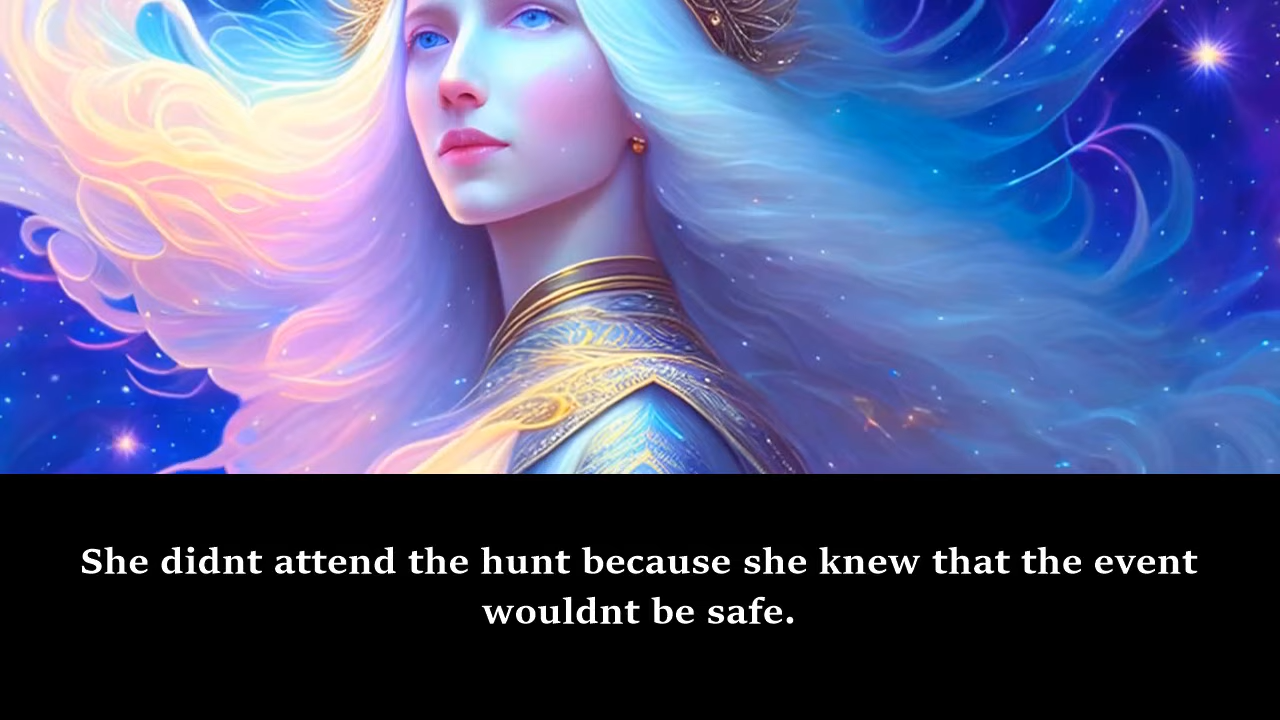 She didnt attend the hunt because she knew that the event
wouldnt be safe.